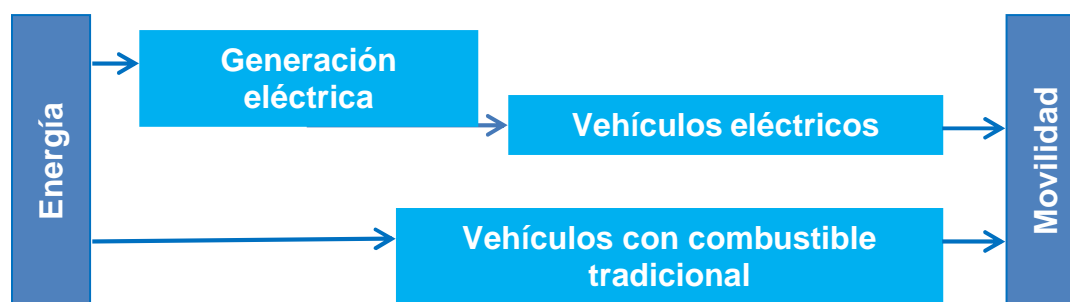 Energía
Generación
eléctrica
Vehículos eléctricos
Vehículos con combustible
tradicional
Movilidad